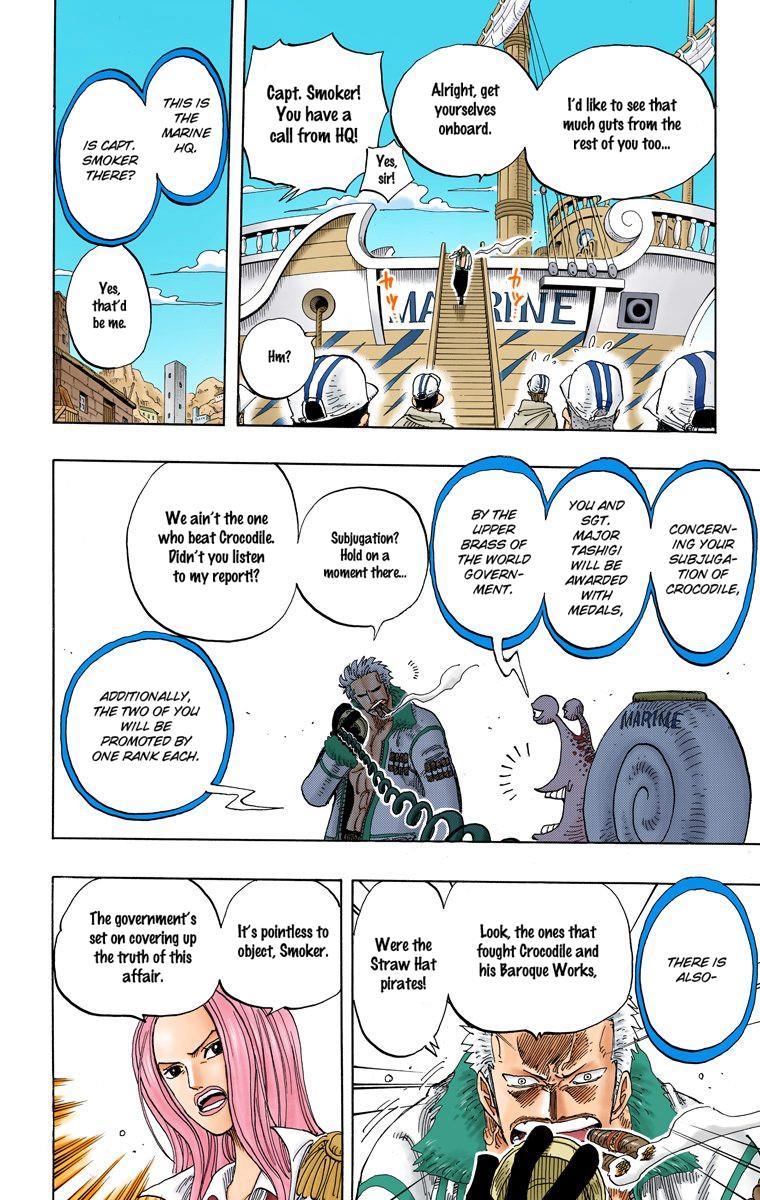 I'd like to see that
much guts from the
rest of you too...
Alright, get
yourselves
onboard.
Capt. Smoker!
You have a
call from HQ!
Yes,
sir!
カッ
カッ
MARINE
Hm?
THIS IS
THE
MARINE
HQ.
IS CAPT.
SMOKER
THERE?
Yes,
that'd
be me.
CONCERN-
ING YOUR
SUBJUGA-
TION OF
CROCODILE,
YOU AND
SGT.
MAJOR
TASHIGI
WILL BE
AWARDED
WITH
MEDALS,
BY THE
UPPER
BRASS OF
THE WORLD
GOVERN-
MENT.
Subjugation?
Hold on a
moment there...
We ain't the one
who beat Crocodile.
Didn't you listen
to my report!?
MARINE
ADDITIONALLY,
THE TWO OF
YOU WILL BE
PROMOTED BY
ONE RANK EACH.
THERE IS
ALSO-
Look, the ones that
fought Crocodile and
his Baroque Works,
Were the
Straw Hat
pirates!
It's pointless to
object, Smoker.
The government's
set on covering up
the truth of this
affair.